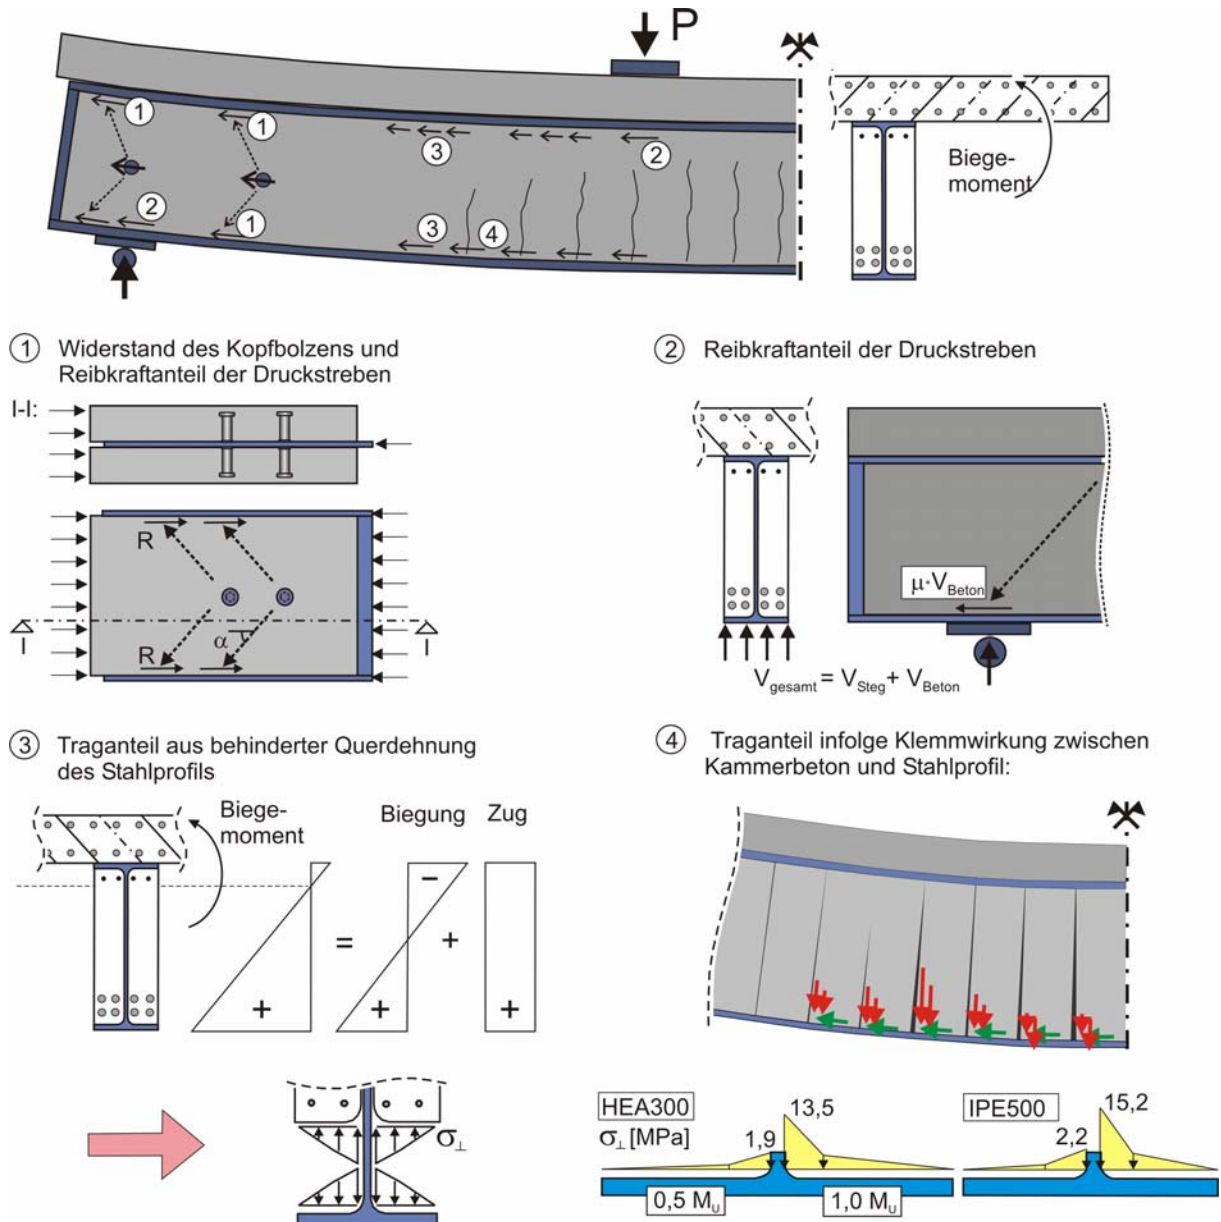 P
Biege-
moment
1
1
3
2
2
1
3
4
1 Widerstand des Kopfbolzens und
Reibkraftanteil der Druckstreben
I-I:
R
R
α
I
I
2 Reibkraftanteil der Druckstreben
μ·V_Beton
V_gesamt = V_Steg + V_Beton
3 Traganteil aus behinderter Querdehnung
des Stahlprofils
Biege-
moment
Biegung
Zug
−
+
=
+
+
+
σ⊥
4 Traganteil infolge Klemmwirkung zwischen
Kammerbeton und Stahlprofil:
HEA300
σ⊥ [MPa]
1,9
13,5
0,5 M_U
1,0 M_U
IPE500
2,2
15,2